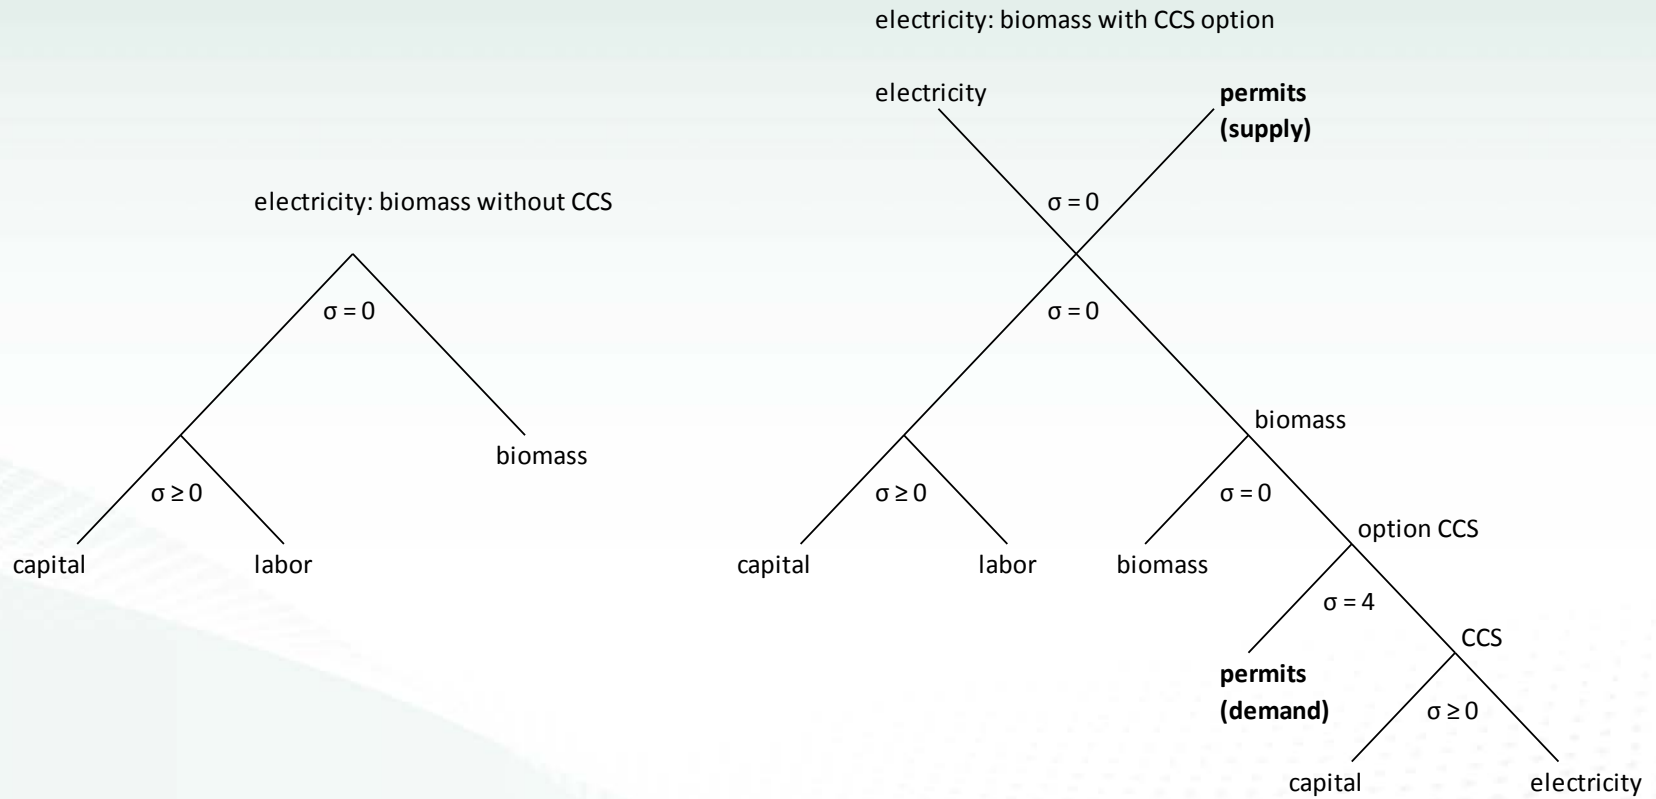 electricity: biomass with CCS option
electricity
permits
(supply)
electricity: biomass without CCS
σ = 0
σ = 0
σ = 0
biomass
biomass
σ ≥ 0
σ ≥ 0
σ = 0
option CCS
capital
labor
capital
labor
biomass
σ = 4
CCS
permits
(demand)
σ ≥ 0
capital
electricity